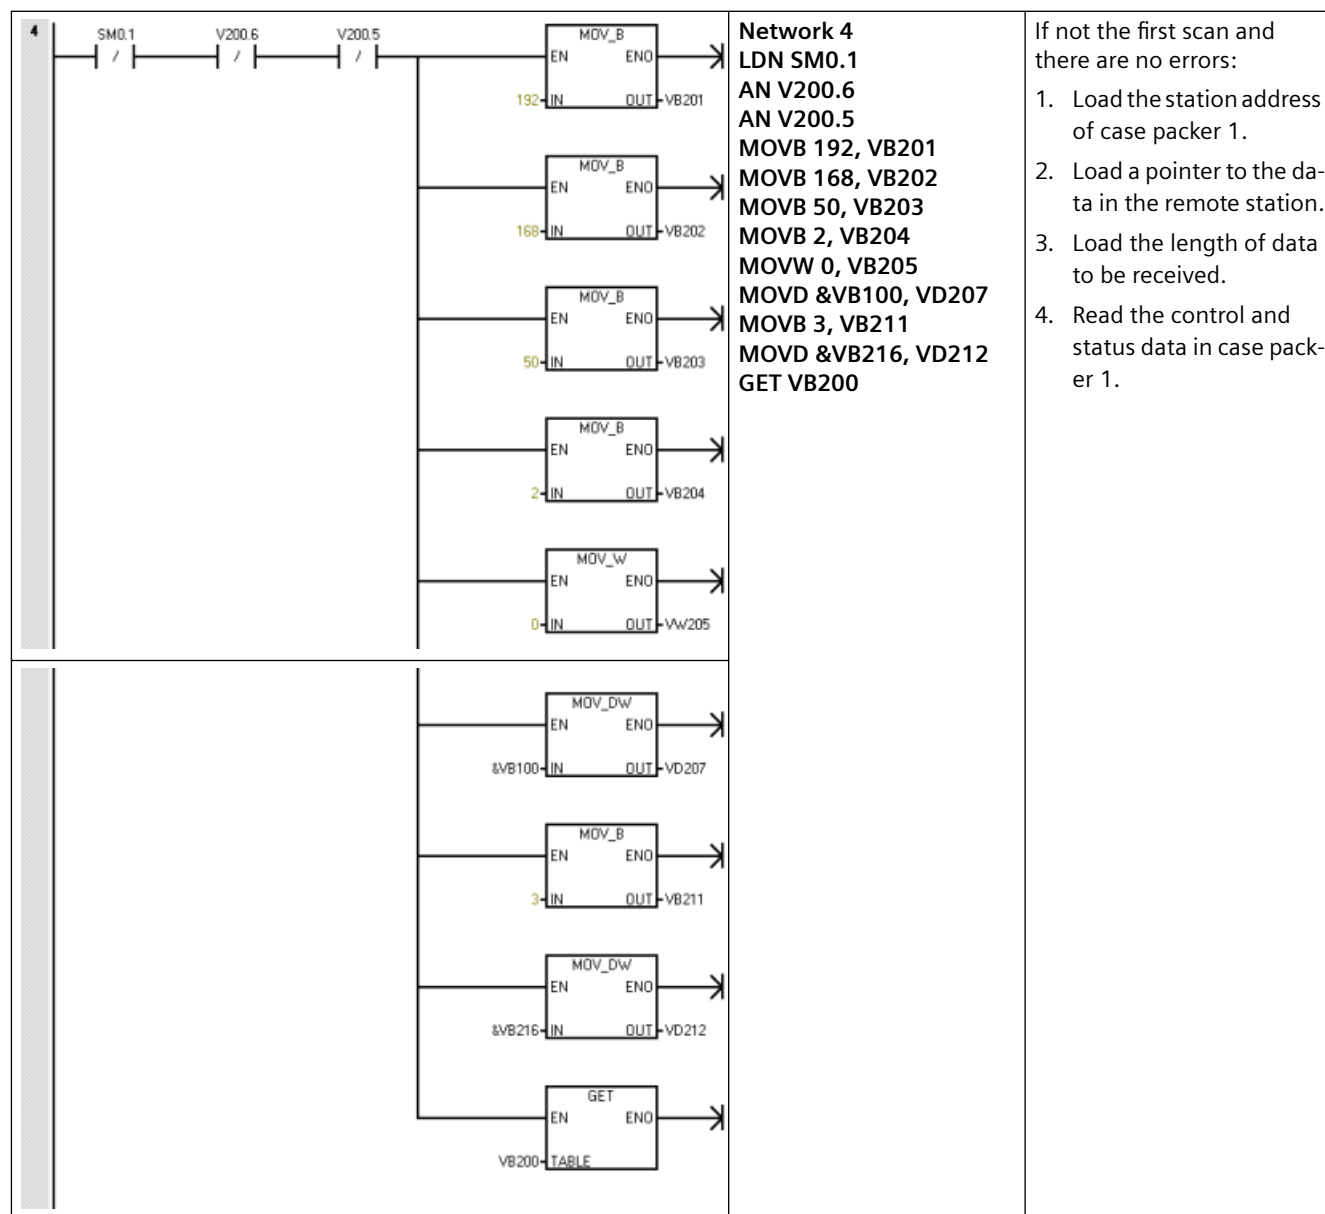 4
SM0.1 V200.6 V200.5
/ / /
MOV_B
EN ENO
192 IN OUT VB201
MOV_B
EN ENO
168 IN OUT VB202
MOV_B
EN ENO
50 IN OUT VB203
MOV_B
EN ENO
2 IN OUT VB204
MOV_W
EN ENO
0 IN OUT VW205
MOV_DW
EN ENO
&VB100 IN OUT VD207
MOV_B
EN ENO
3 IN OUT VB211
MOV_DW
EN ENO
&VB216 IN OUT VD212
GET
EN ENO
VB200 TABLE
Network 4
LDN SM0.1
AN V200.6
AN V200.5
MOVB 192, VB201
MOVB 168, VB202
MOVB 50, VB203
MOVB 2, VB204
MOVW 0, VB205
MOVD &VB100, VD207
MOVB 3, VB211
MOVD &VB216, VD212
GET VB200
If not the first scan and
there are no errors:
1. Load the station address
of case packer 1.
2. Load a pointer to the da-
ta in the remote station.
3. Load the length of data
to be received.
4. Read the control and
status data in case pack-
er 1.